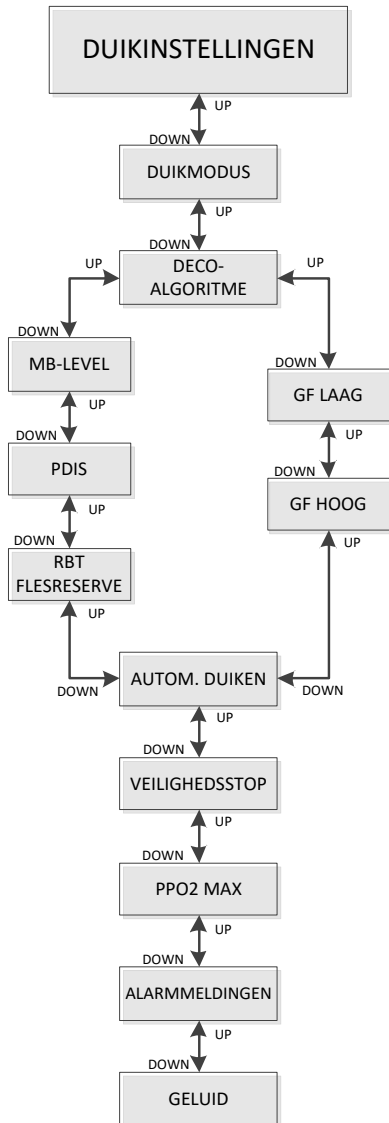 DUIKINSTELLINGEN
UP
DOWN
DUIKMODUS
UP
DOWN
DECO-
ALGORITME
UP
UP
DOWN
MB-LEVEL
DOWN
GF LAAG
UP
DOWN
PDIS
UP
DOWN
GF HOOG
UP
DOWN
RBT
FLESRESERVE
UP
UP
DOWN
AUTOM. DUIKEN
DOWN
UP
DOWN
VEILIGHEDSSTOP
UP
DOWN
PPO2 MAX
UP
DOWN
ALARMMELDINGEN
UP
DOWN
GELUID